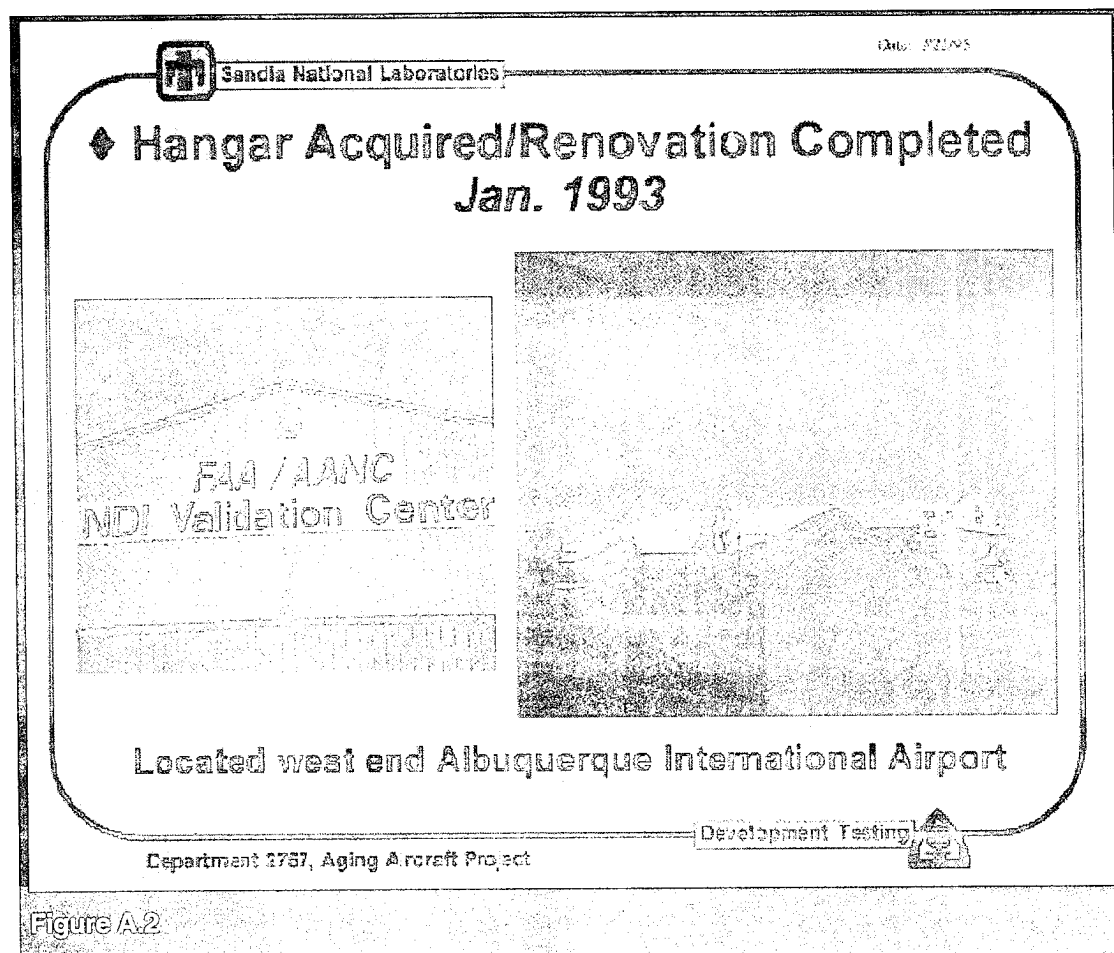 Sandia National Laboratories
♦ Hangar Acquired/Renovation Completed
Jan. 1993
FAA / AANC
NDI Validation Center
Located west end Albuquerque International Airport
Development Testing
Department 2757, Aging Aircraft Project
Figure A.2